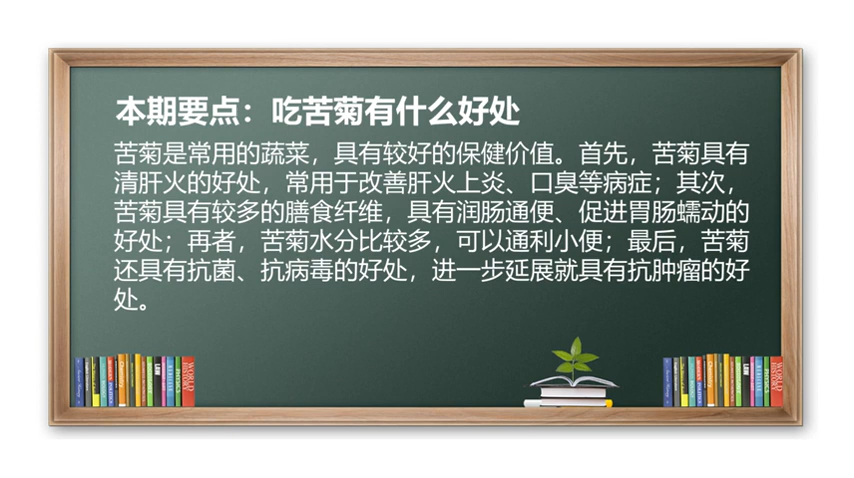 本期要点：吃苦菊有什么好处
苦菊是常用的蔬菜，具有较好的保健价值。首先，苦菊具有
清肝火的好处，常用于改善肝火上炎、口臭等病症；其次，
苦菊具有较多的膳食纤维，具有润肠通便、促进胃肠蠕动的
好处；再者，苦菊水分比较多，可以通利小便；最后，苦菊
还具有抗菌、抗病毒的好处，进一步延展就具有抗肿瘤的好
处。
WORLD HISTORY
WORLD HISTORY